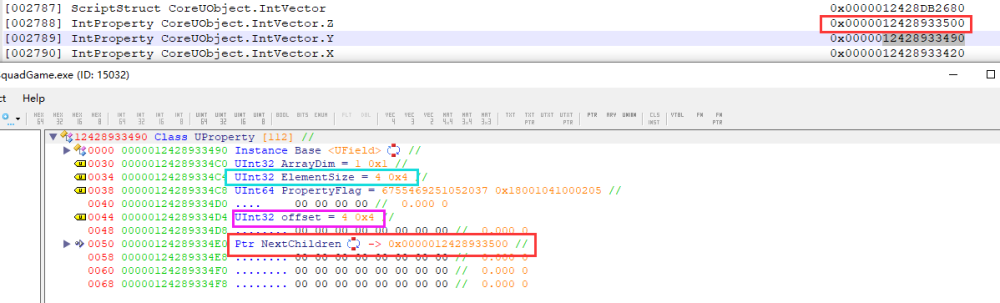 [002787] ScriptStruct CoreUObject.IntVector 0x0000012428DB2680
[002788] IntProperty CoreUObject.IntVector.Z 0x0000012428933500
[002789] IntProperty CoreUObject.IntVector.Y 0x0000012428933490
[002790] IntProperty CoreUObject.IntVector.X 0x0000012428933420
quadGame.exe (ID: 15032)
ct Help
HEX 64 HEX 32 HEX 16 HEX 8 INT 64 INT 32 INT 16 INT 8 UINT 64 UINT 32 UINT 16 UINT 8 BOOL BITS ENUM FLT DBL VEC 4 VEC 3 VEC 2 MAT 4.4 MAT 4.3 MAT 3.3 TXT TXT PTR UTXT UTXT PTR PTR ARY UNION CLS INST VTBL FN FN PTR
12428933490 Class UProperty [112] //
0000 0000012428933490 Instance Base <UField> //
0030 00000124289334C0 UInt32 ArrayDim = 1 0x1 //
0034 00000124289334C4 UInt32 ElementSize = 4 0x4 //
0038 00000124289334C8 UInt64 PropertyFlag = 6755469251052037 0x18001041000205 //
0040 00000124289334D0 .... 00 00 00 00 // 0.000 0
0044 00000124289334D4 UInt32 offset = 4 0x4 //
0048 00000124289334D8 ........ 00 00 00 00 00 00 00 00 // 0.000 0
0050 00000124289334E0 Ptr NextChildren -> 0x0000012428933500 //
0058 00000124289334E8 ........ 00 00 00 00 00 00 00 00 // 0.000 0
0060 00000124289334F0 ........ 00 00 00 00 00 00 00 00 // 0.000 0
0068 00000124289334F8 ........ 00 00 00 00 00 00 00 00 // 0.000 0